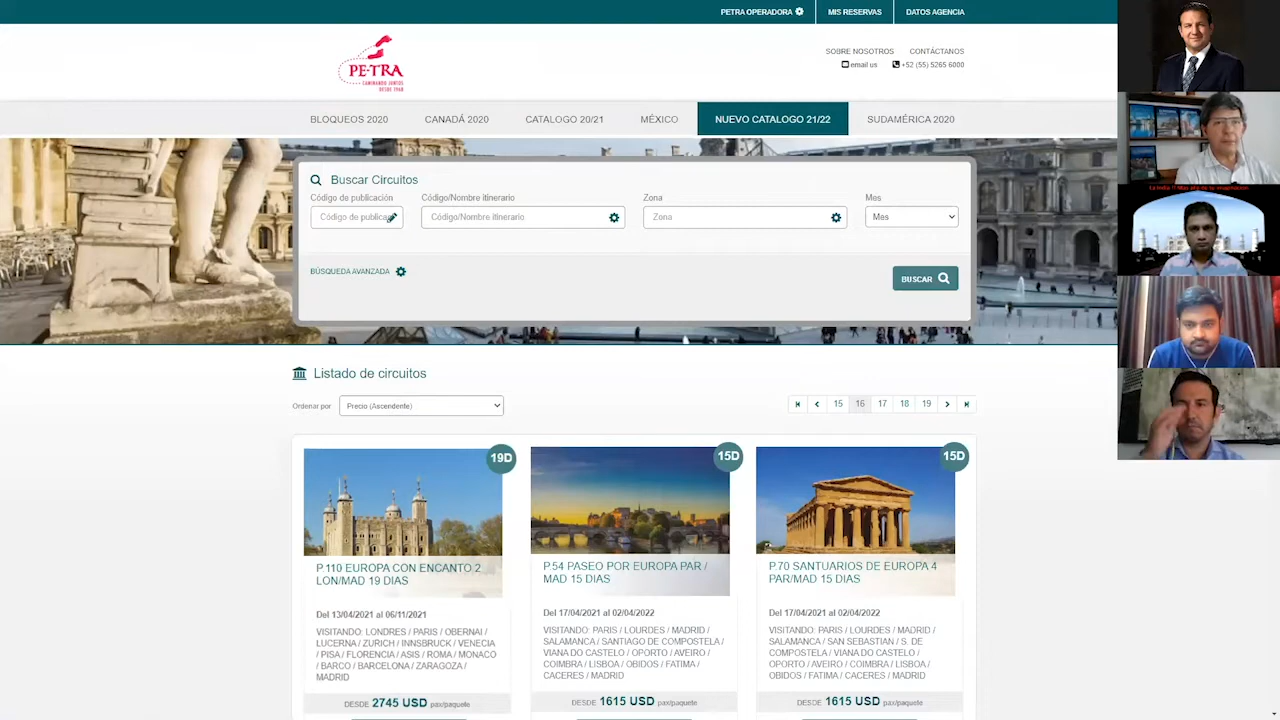 PETRA OPERADORA
MIS RESERVAS
DATOS AGENCIA
PE-TRA
CAMINANDO JUNTOS
DESDE 1968
SOBRE NOSOTROS
CONTÁCTANOS
email us
+52 (55) 5265 6000
BLOQUEOS 2020
CANADÁ 2020
CATALOGO 20/21
MÉXICO
NUEVO CATALOGO 21/22
SUDAMÉRICA 2020
Buscar Circuitos
Código de publicación
Código/Nombre itinerario
Zona
Mes
Código de publicac
Código/Nombre itinerario
Zona
Mes
BÚSQUEDA AVANZADA
BUSCAR
Listado de circuitos
Ordenar por
Precio (Ascendente)
15 16 17 18 19
19D
P.110 EUROPA CON ENCANTO 2
LON/MAD 19 DIAS
Del 13/04/2021 al 06/11/2021
VISITANDO: LONDRES / PARIS / OBERNAI /
LUCERNA / ZURICH / INNSBRUCK / VENECIA
/ PISA / FLORENCIA / ASIS / ROMA / MONACO
/ BARCO / BARCELONA / ZARAGOZA /
MADRID
DESDE 2745 USD pax/paquete
15D
P.54 PASEO POR EUROPA PAR /
MAD 15 DIAS
Del 17/04/2021 al 02/04/2022
VISITANDO: PARIS / LOURDES / MADRID /
SALAMANCA / SANTIAGO DE COMPOSTELA /
VIANA DO CASTELO / OPORTO / AVEIRO /
COIMBRA / LISBOA / OBIDOS / FATIMA /
CACERES / MADRID
DESDE 1615 USD pax/paquete
15D
P.70 SANTUARIOS DE EUROPA 4
PAR/MAD 15 DIAS
Del 17/04/2021 al 02/04/2022
VISITANDO: PARIS / LOURDES / MADRID /
SALAMANCA / SAN SEBASTIAN / S. DE
COMPOSTELA / VIANA DO CASTELO /
OPORTO / AVEIRO / COIMBRA / LISBOA /
OBIDOS / FATIMA / CACERES / MADRID
DESDE 1615 USD pax/paquete